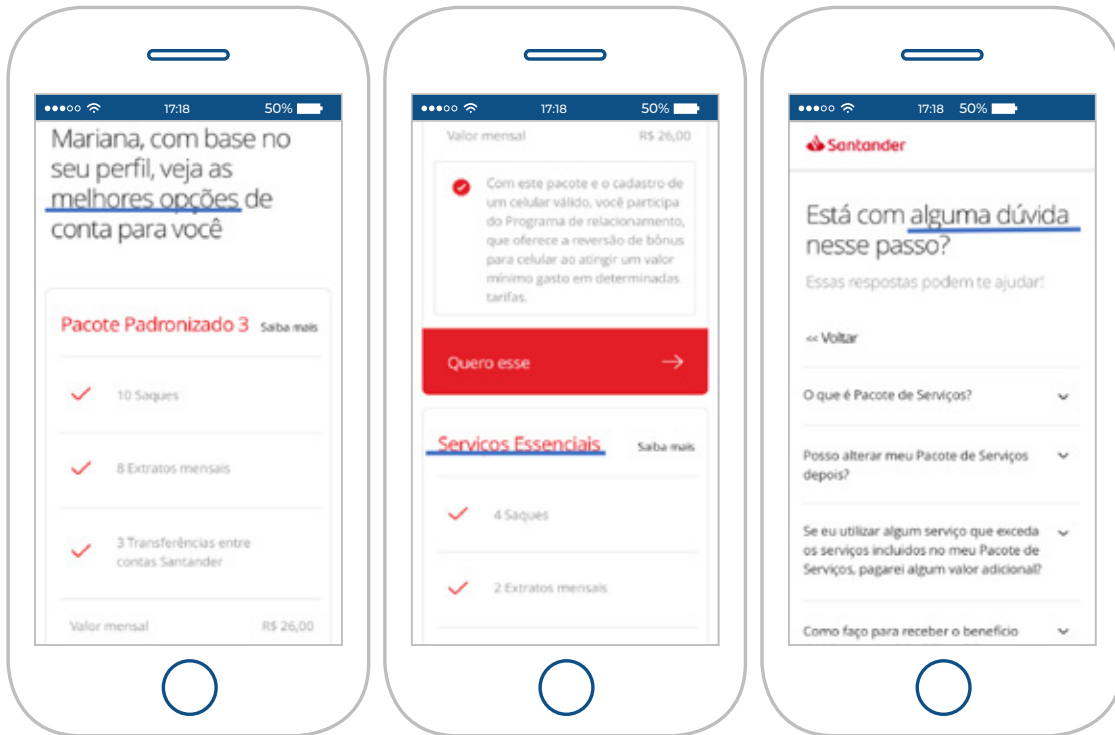 17:18
50%
Mariana, com base no
seu perfil, veja as
melhores opções de
conta para você
Pacote Padronizado 3
Saiba mais
10 Saques
8 Extratos mensais
3 Transferências entre
contas Santander
Valor mensal
R$ 26,00
17:18
50%
Valor mensal
R$ 26,00
Com este pacote e o cadastro de
um celular válido, você participa
do Programa de relacionamento,
que oferece a reversão de bônus
para celular ao atingir um valor
mínimo gasto em determinadas
tarifas.
Quero esse
Serviços Essenciais
Saiba mais
4 Saques
2 Extratos mensais
17:18
50%
Santander
Está com alguma dúvida
nesse passo?
Essas respostas podem te ajudar!
<< Voltar
O que é Pacote de Serviços?
Posso alterar meu Pacote de Serviços
depois?
Se eu utilizar algum serviço que exceda
os serviços incluidos no meu Pacote de
Serviços, pagarei algum valor adicional?
Como faço para receber o benefício